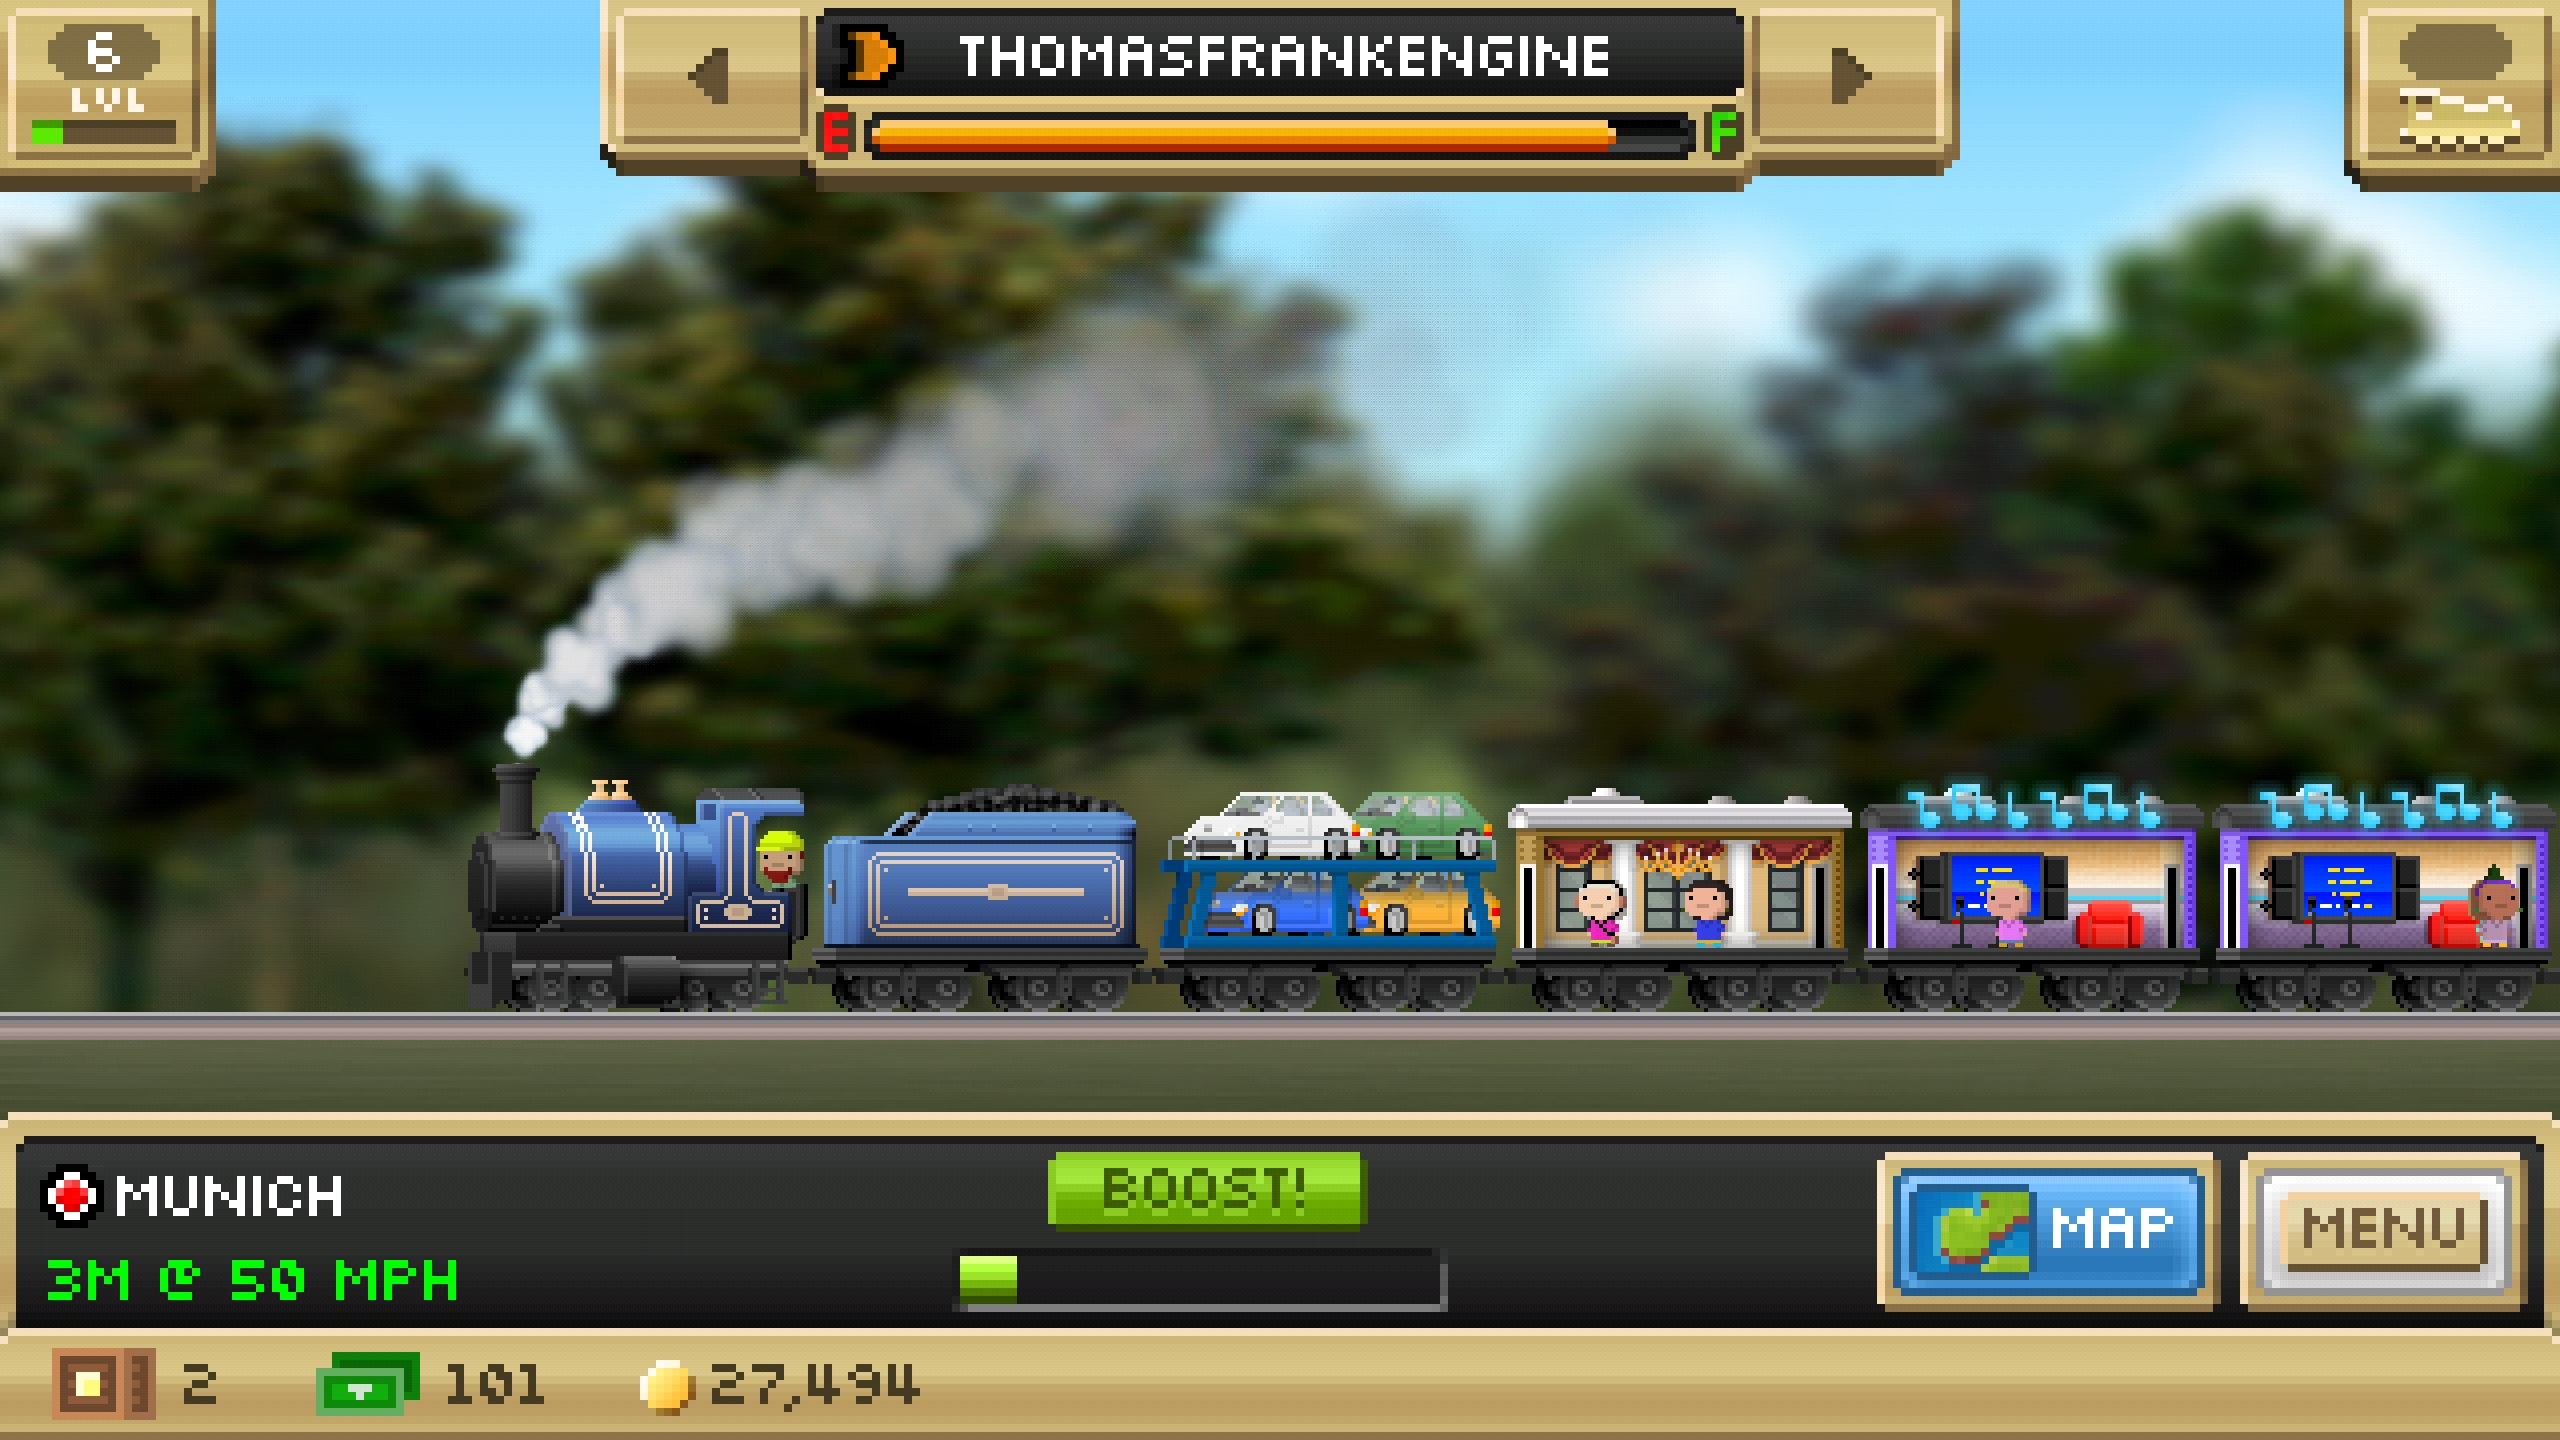 6
LVL
THOMASFRANKENGINE
E
F
MUNICH
3M @ 50 MPH
BOOST!
MAP
MENU
2
101
27,494